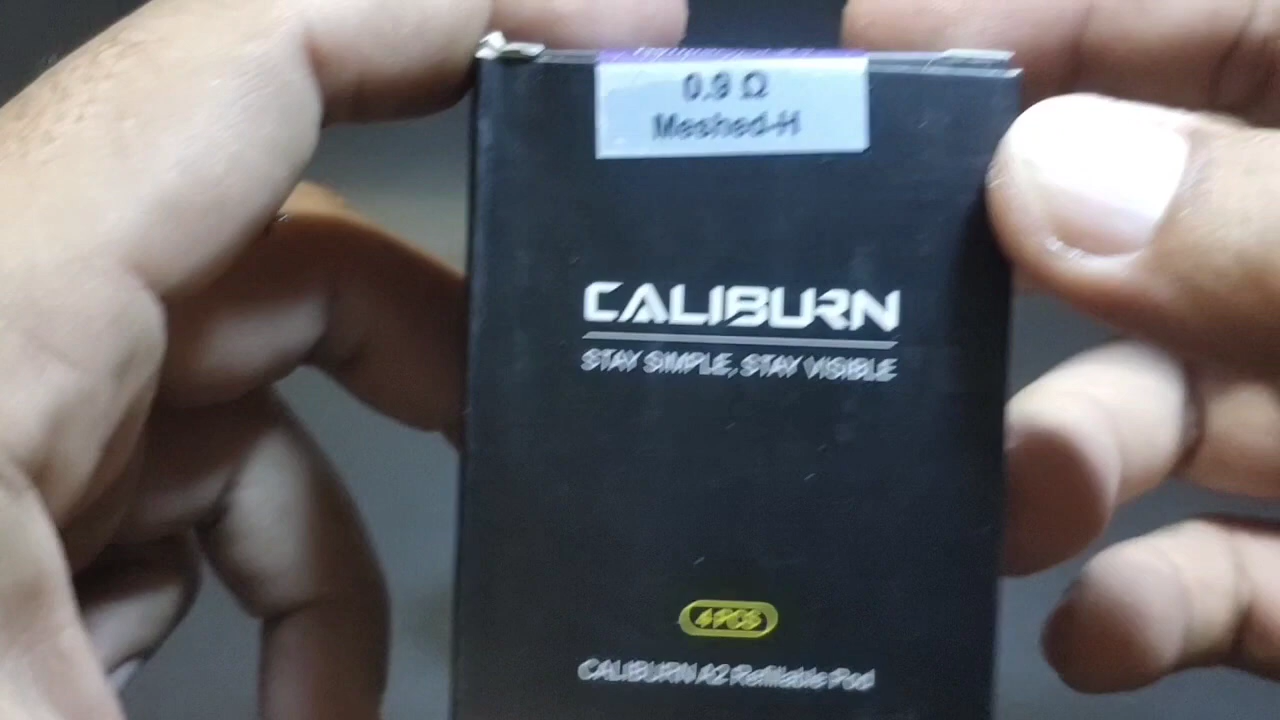 0.9 Ω
Meshed-H
CALIBURN
STAY SIMPLE, STAY VISIBLE
4PCS
CALIBURN A2 Refillable Pod